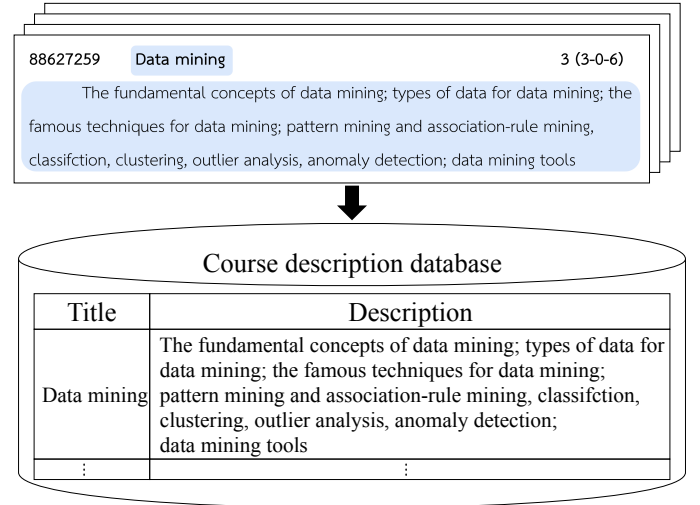 88627259 Data mining 3 (3-0-6)
The fundamental concepts of data mining; types of data for data mining; the
famous techniques for data mining; pattern mining and association-rule mining,
classifction, clustering, outlier analysis, anomaly detection; data mining tools
Course description database
Title Description
The fundamental concepts of data mining; types of data for
data mining; the famous techniques for data mining;
Data mining pattern mining and association-rule mining, classifction,
clustering, outlier analysis, anomaly detection;
data mining tools
⋮ ⋮